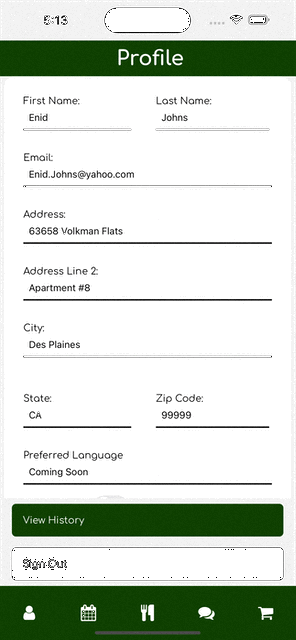 5:13
Profile
First Name: Last Name:
Enid Johns
Email:
Enid.Johns@yahoo.com
Address:
63658 Volkman Flats
Address Line 2:
Apartment #8
City:
Des Plaines
State: Zip Code:
CA 99999
Preferred Language
Coming Soon
View History
Sign Out